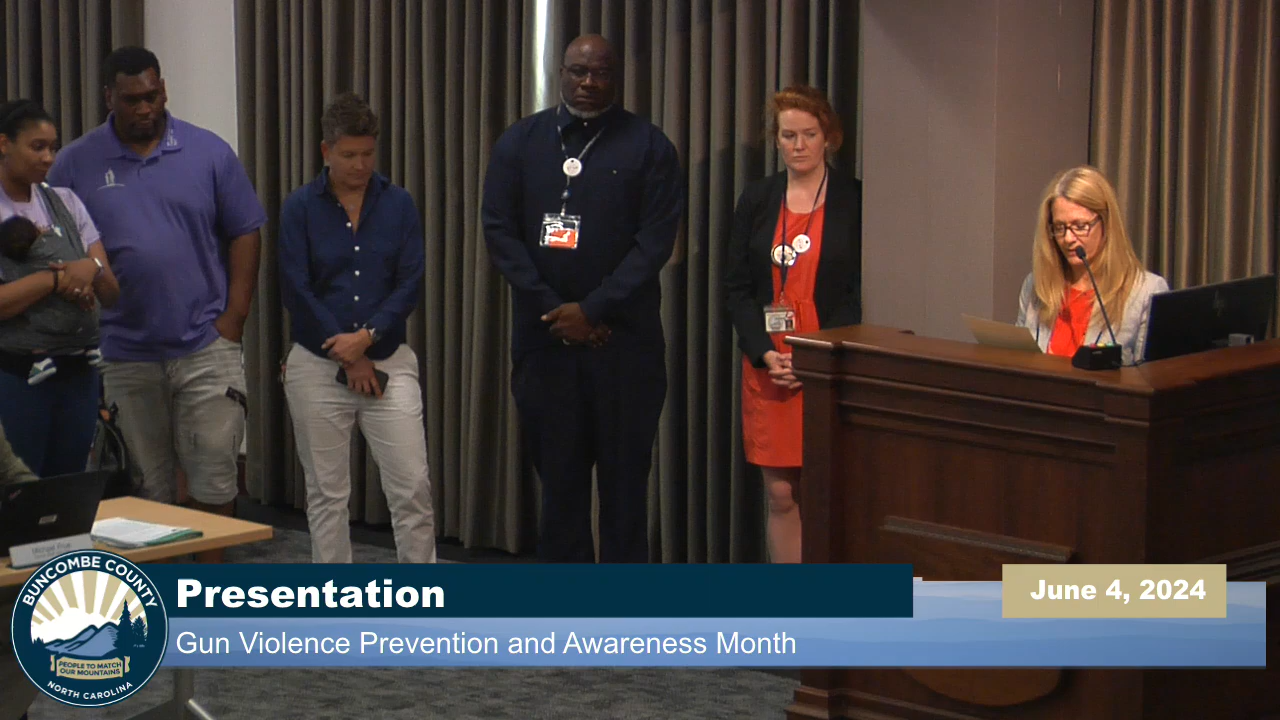 Presentation
June 4, 2024
Gun Violence Prevention and Awareness Month
BUNCOMBE COUNTY
PEOPLE TO MATCH
OUR MOUNTAINS
NORTH CAROLINA